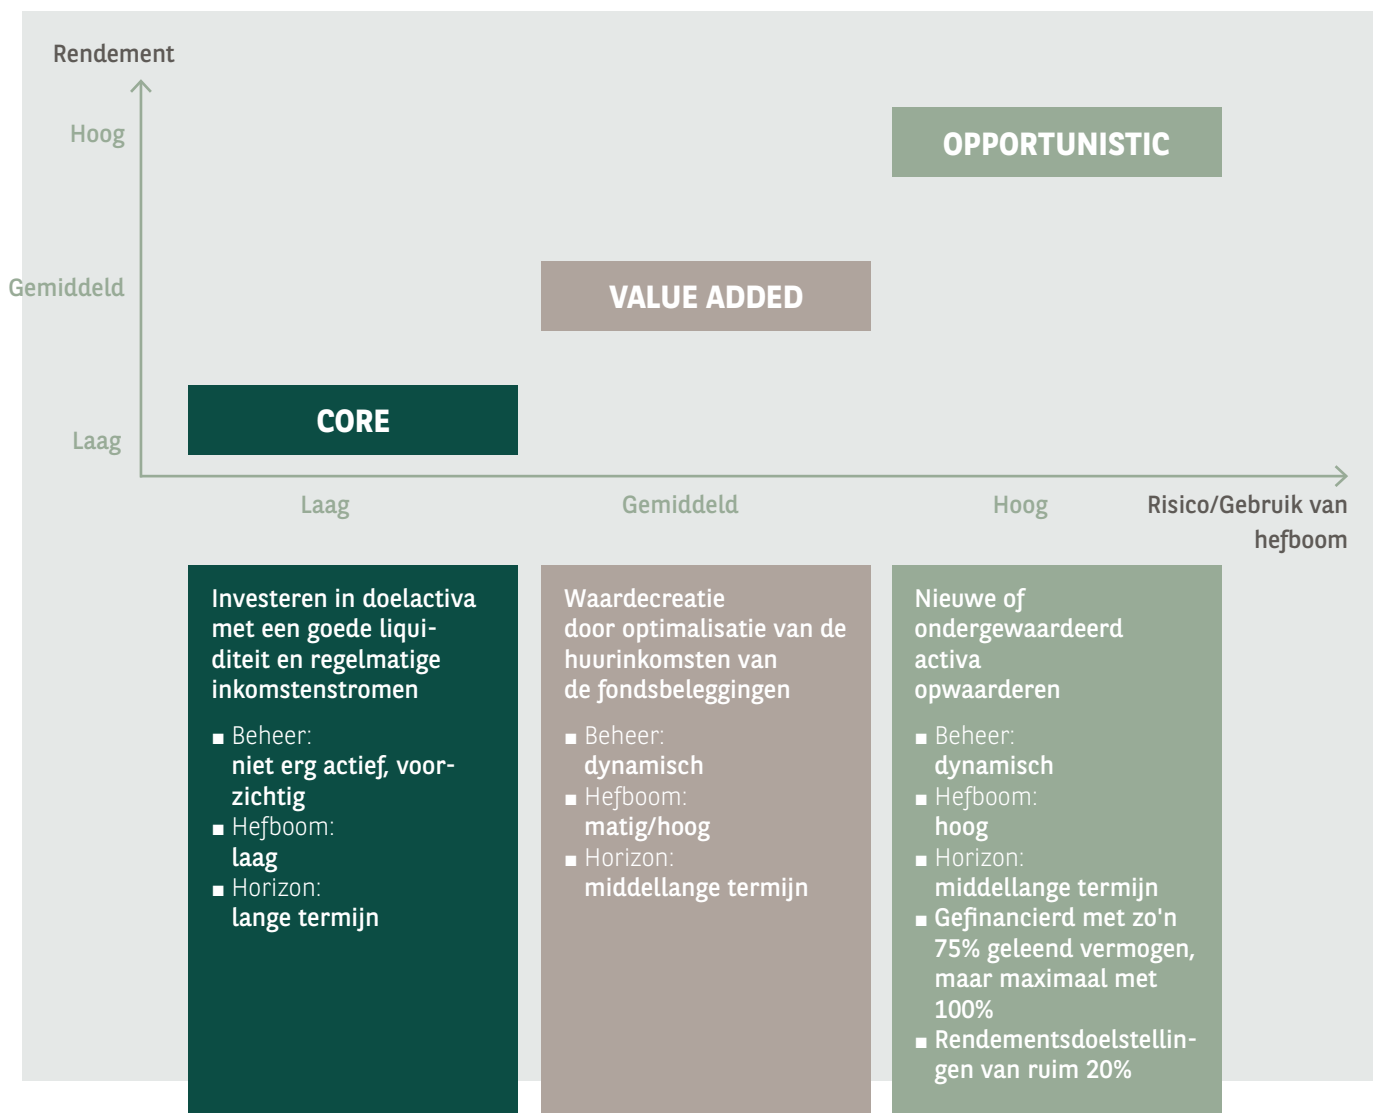 Rendement
Hoog
OPPORTUNISTIC
Gemiddeld
VALUE ADDED
CORE
Laag
Laag
Gemiddeld
Hoog
Risico/Gebruik van
hefboom
Investeren in doelactiva
met een goede liqui-
diteit en regelmatige
inkomstenstromen
■ Beheer:
niet erg actief, voor-
zichtig
■ Hefboom:
laag
■ Horizon:
lange termijn
Waardecreatie
door optimalisatie van de
huurinkomsten van
de fondsbeleggingen
■ Beheer:
dynamisch
■ Hefboom:
matig/hoog
■ Horizon:
middellange termijn
Nieuwe of
ondergewaardeerd
activa
opwaarderen
■ Beheer:
dynamisch
■ Hefboom:
hoog
■ Horizon:
middellange termijn
■ Gefinancierd met zo'n
75% geleend vermogen,
maar maximaal met
100%
■ Rendementsdoelstellin-
gen van ruim 20%